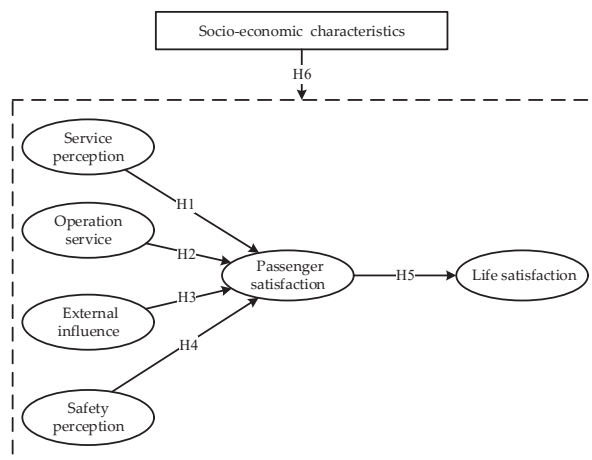 Socio-economic characteristics
H6
Service
perception
H1
Operation
service
H2
Passenger
satisfaction
H5
Life satisfaction
External
influence
H3
H4
Safety
perception